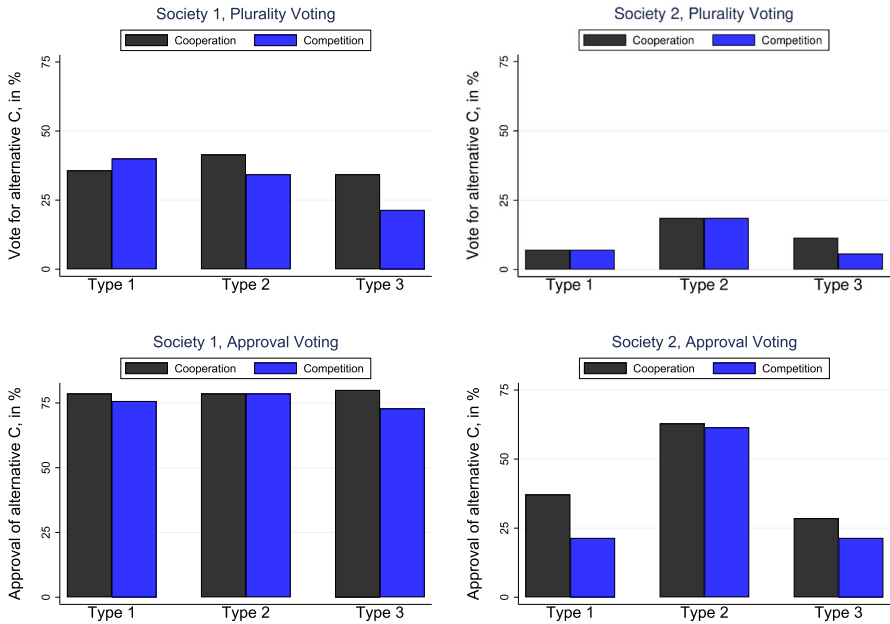 Society 1, Plurality Voting
Cooperation Competition
Vote for alternative C, in %
75
50
25
0
Type 1 Type 2 Type 3
Society 2, Plurality Voting
Cooperation Competition
Vote for alternative C, in %
75
50
25
0
Type 1 Type 2 Type 3
Society 1, Approval Voting
Cooperation Competition
Approval of alternative C, in %
75
50
25
0
Type 1 Type 2 Type 3
Society 2, Approval Voting
Cooperation Competition
Approval of alternative C, in %
75
50
25
0
Type 1 Type 2 Type 3